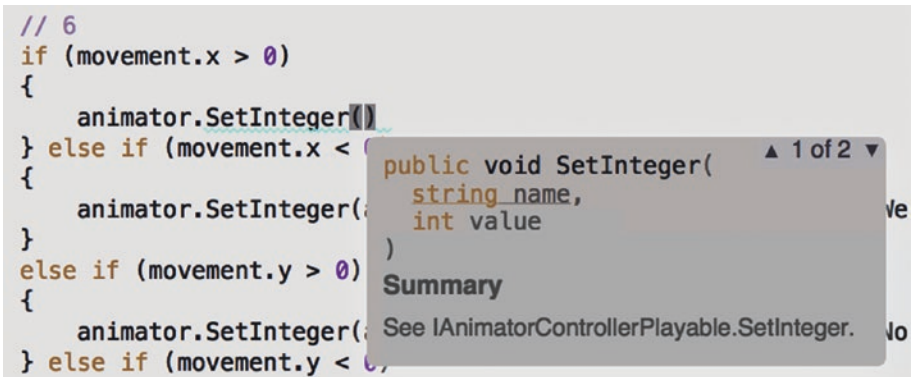 // 6
if (movement.x > 0)
{
animator.SetInteger()
} else if (movement.x <
{
animator.SetInteger(
}
else if (movement.y > 0)
{
animator.SetInteger(
} else if (movement.y <
▲ 1 of 2 ▼
public void SetInteger(
string name,
int value
)
Summary
See IAnimatorControllerPlayable.SetInteger.